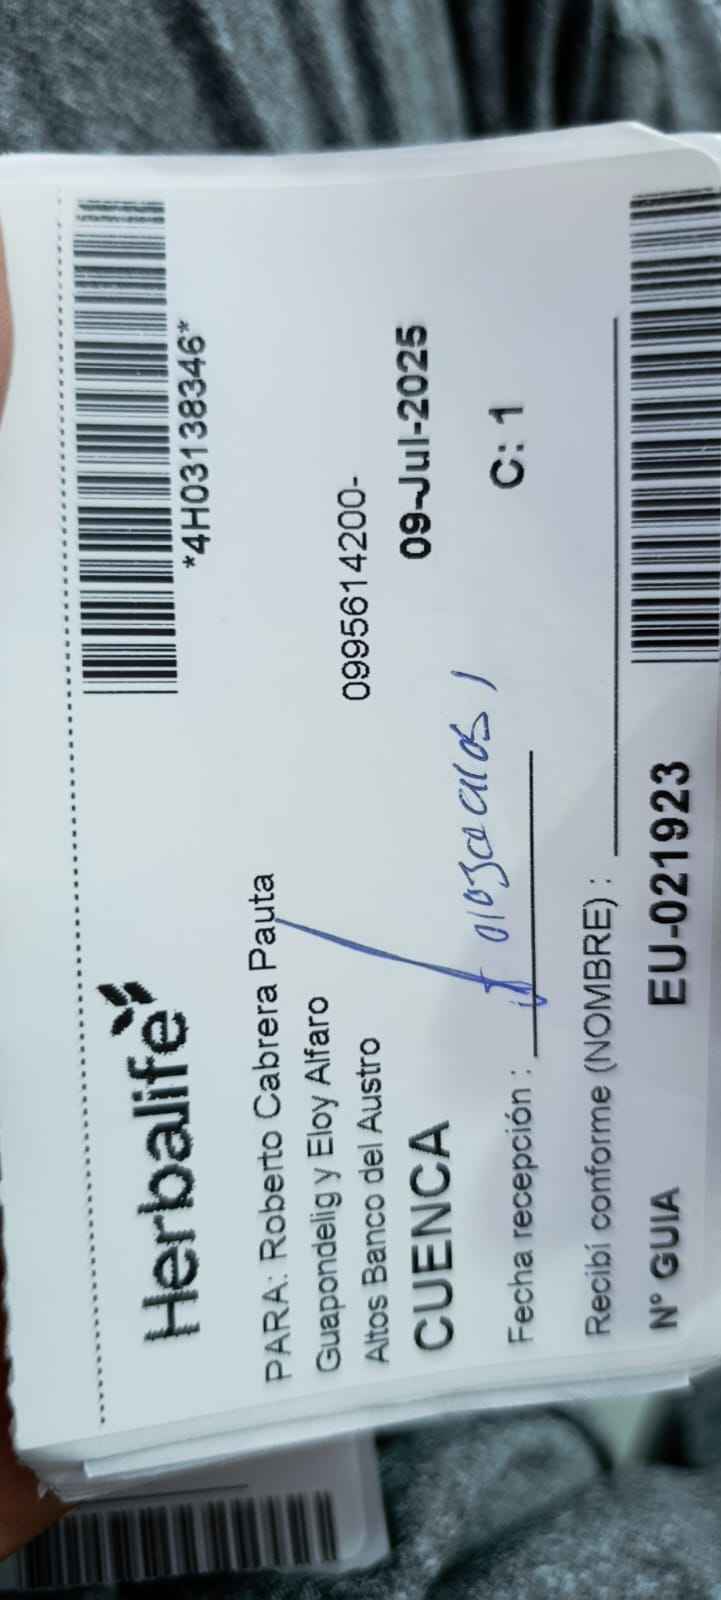 *4H03138346*
Herbalife
PARA: Roberto Cabrera Pauta
Guapondelig y Eloy Alfaro
0995614200-
Altos Banco del Austro
CUENCA 09-Jul-2025
Fecha recepción : C: 1
Recibí conforme (NOMBRE) :
N° GUIA EU-021923